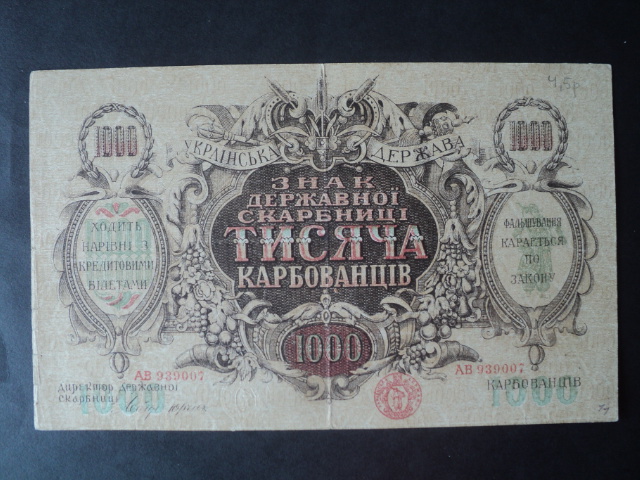 ч,5р
1000
1000
УКРАЇНСЬКА ДЕРЖАВА
ЗНАК
ДЕРЖАВНОЇ
СКАРБНИЦІ
ТИСЯЧА
КАРБОВАНЦІВ
1000
ХОДИТЬ
НАРІВНІ З
КРЕДИТОВИМИ
БІЛЕТАМИ
ФАЛЬШУВАННЯ
КАРАЄТЬСЯ
ПО
ЗАКОНУ
АВ 939007
АВ 939007
Директор Державної
Скарбниці
1000
КАРБОВАНЦІВ
1000